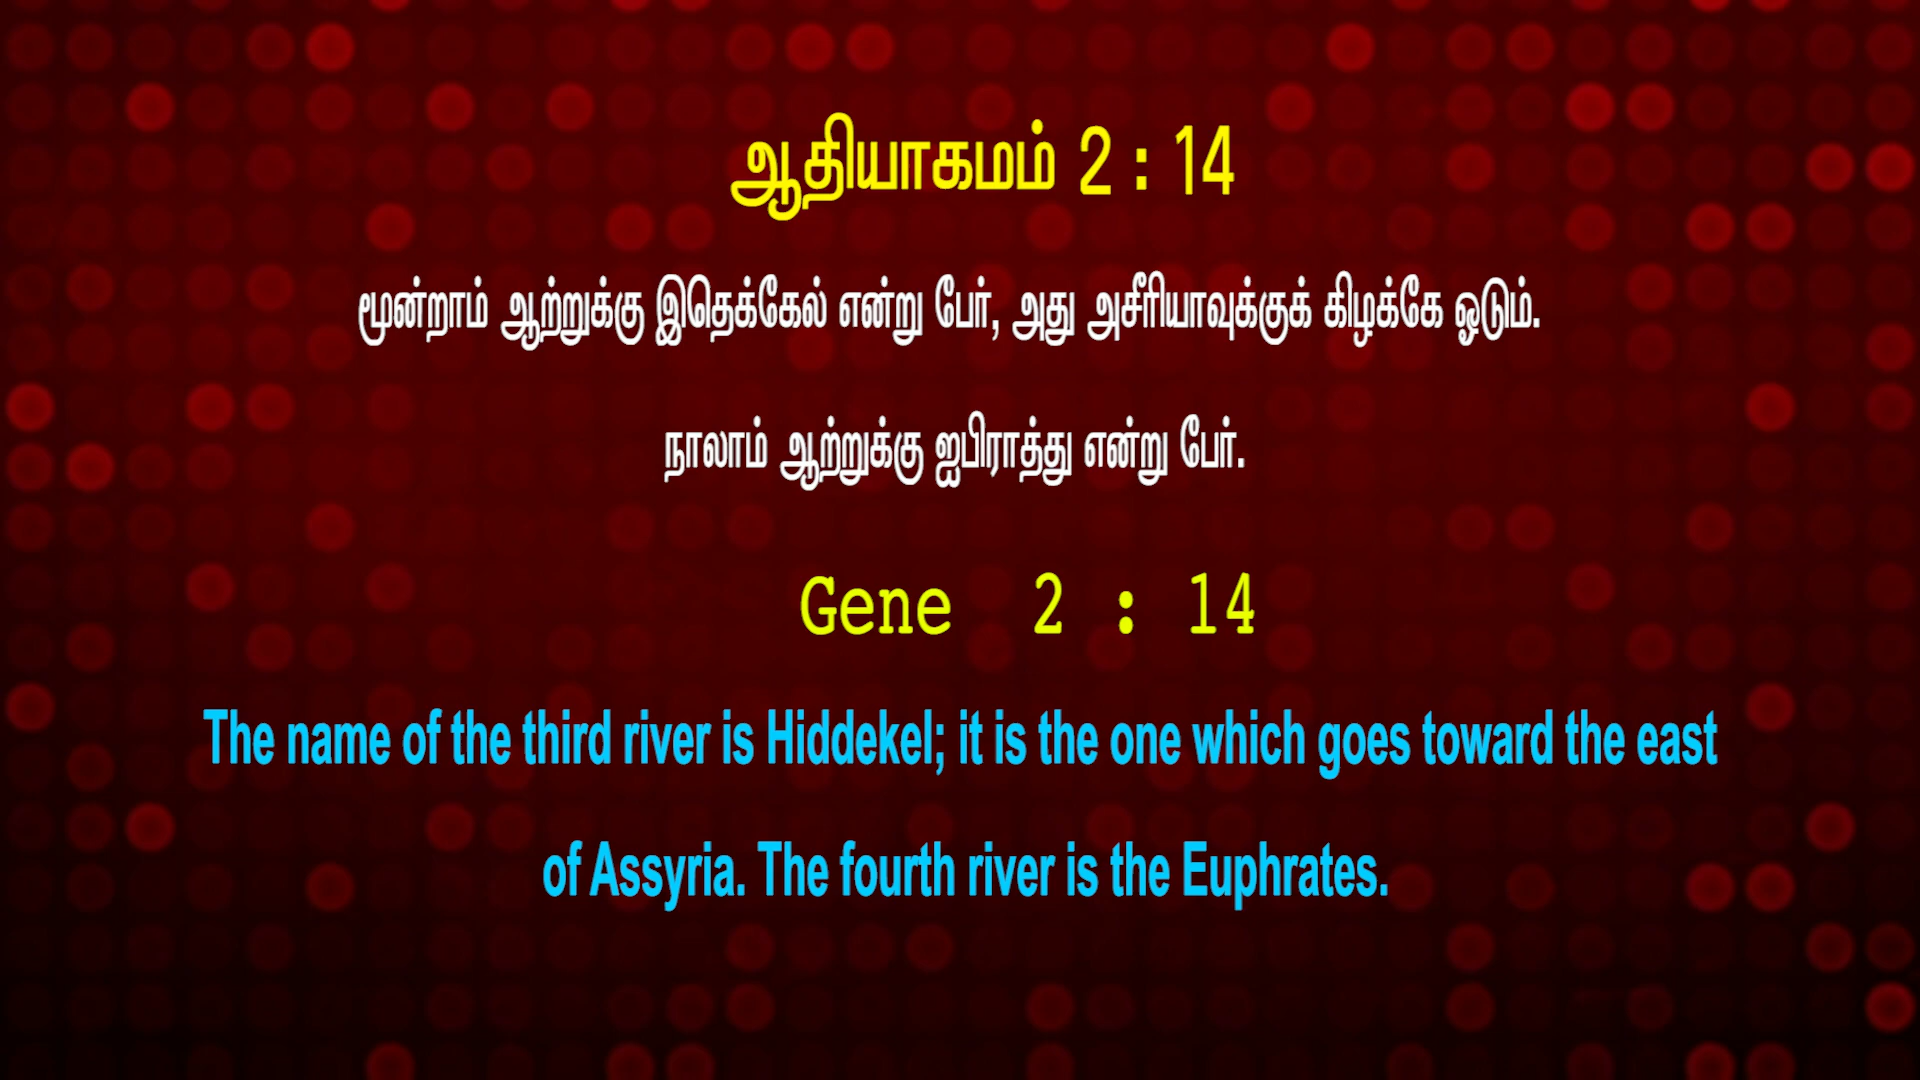 ஆதியாகமம் 2 : 14
மூன்றாம் ஆற்றுக்கு இதெக்கேல் என்று பேர், அது அசீரியாவுக்குக் கிழக்கே ஓடும்.
நாலாம் ஆற்றுக்கு ஐபிராத்து என்று பேர்.
Gene 2 : 14
The name of the third river is Hiddekel; it is the one which goes toward the east
of Assyria. The fourth river is the Euphrates.